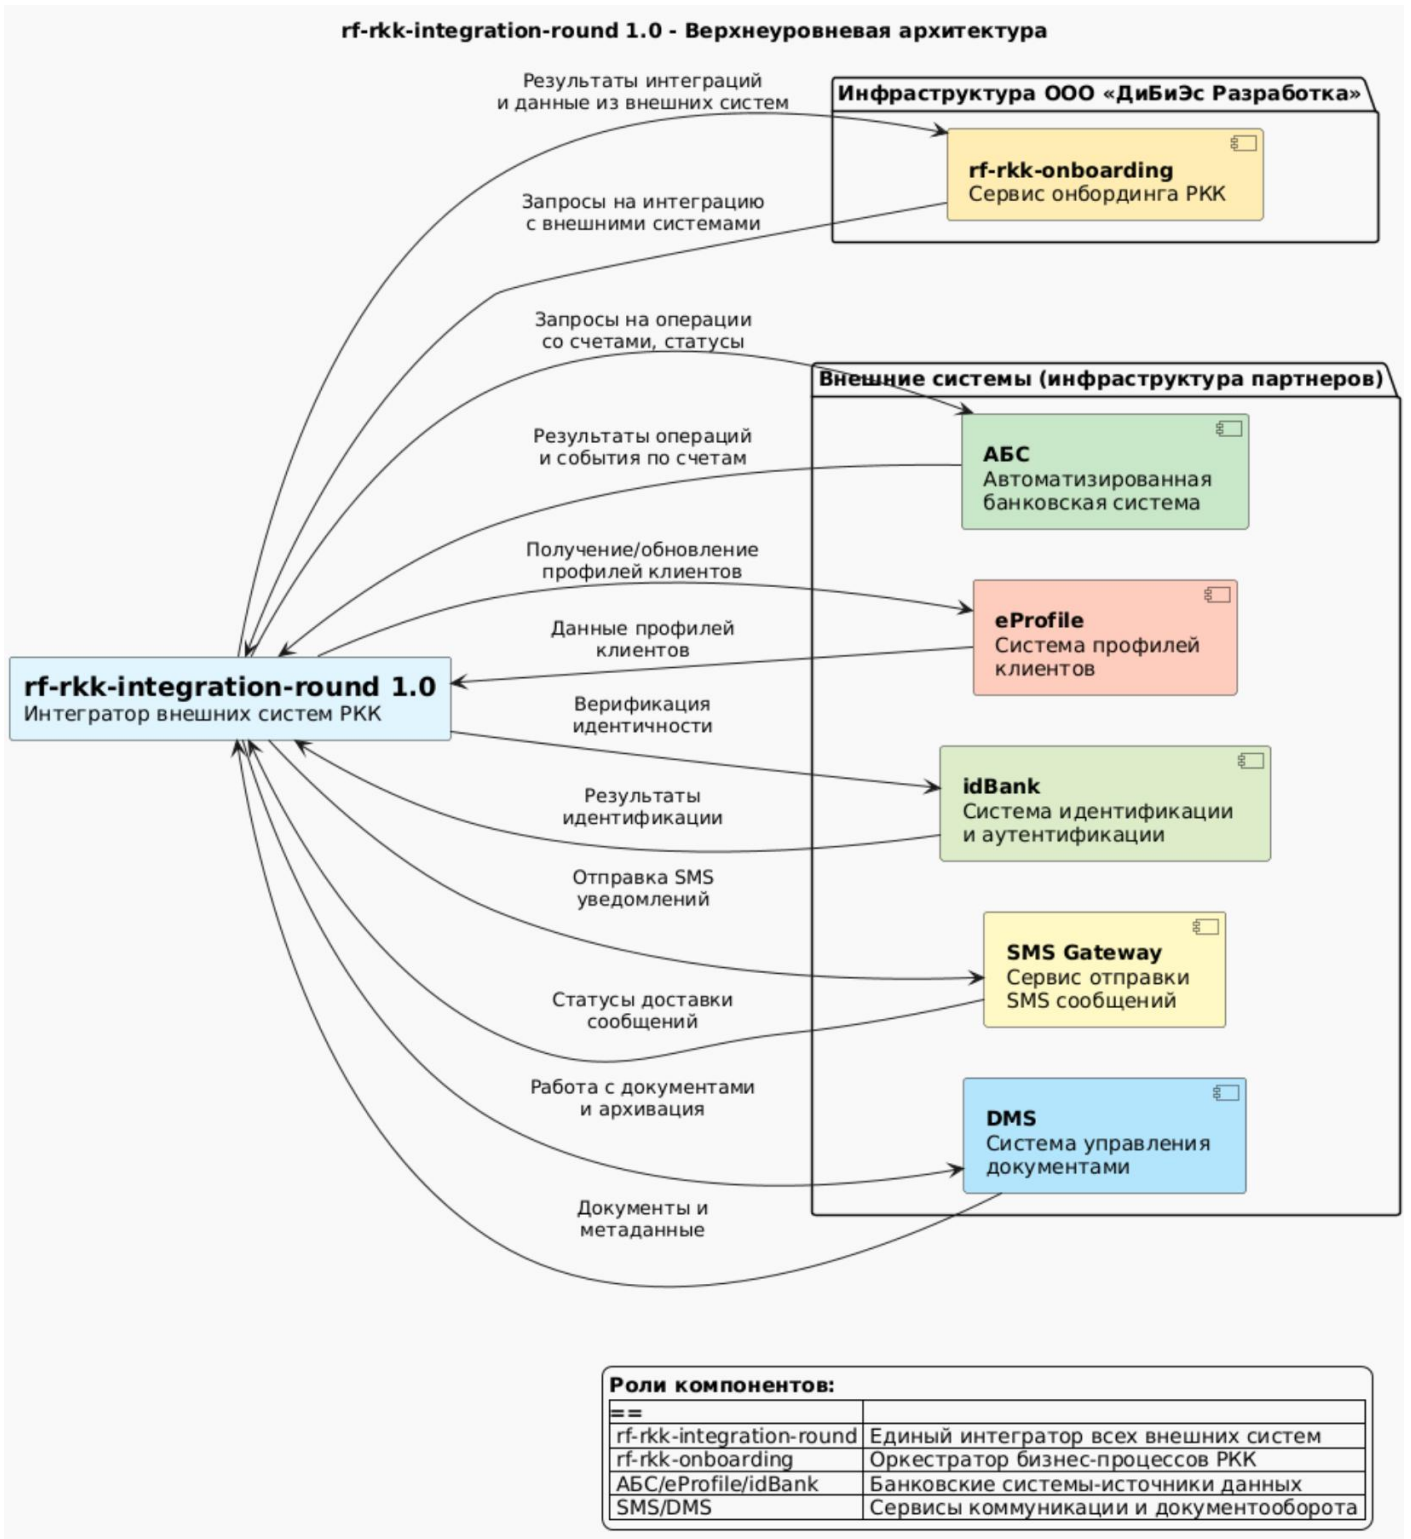 rf-rkk-integration-round 1.0 - Верхнеуровневая архитектура
Результаты интеграций
и данные из внешних систем
Инфраструктура ООО «ДиБиЭс Разработка»
rf-rkk-onboarding
Сервис онбординга РКК
Запросы на интеграцию
с внешними системами
Запросы на операции
со счетами, статусы
Внешние системы (инфраструктура партнеров)
АБС
Автоматизированная
банковская система
Результаты операций
и события по счетам
Получение/обновление
профилей клиентов
eProfile
Система профилей
клиентов
Данные профилей
клиентов
rf-rkk-integration-round 1.0
Интегратор внешних систем РКК
Верификация
идентичности
idBank
Система идентификации
и аутентификации
Результаты
идентификации
Отправка SMS
уведомлений
SMS Gateway
Сервис отправки
SMS сообщений
Статусы доставки
сообщений
Работа с документами
и архивация
DMS
Система управления
документами
Документы и
метаданные
Роли компонентов:
==
rf-rkk-integration-round Единый интегратор всех внешних систем
rf-rkk-onboarding Оркестратор бизнес-процессов РКК
АБС/eProfile/idBank Банковские системы-источники данных
SMS/DMS Сервисы коммуникации и документооборота